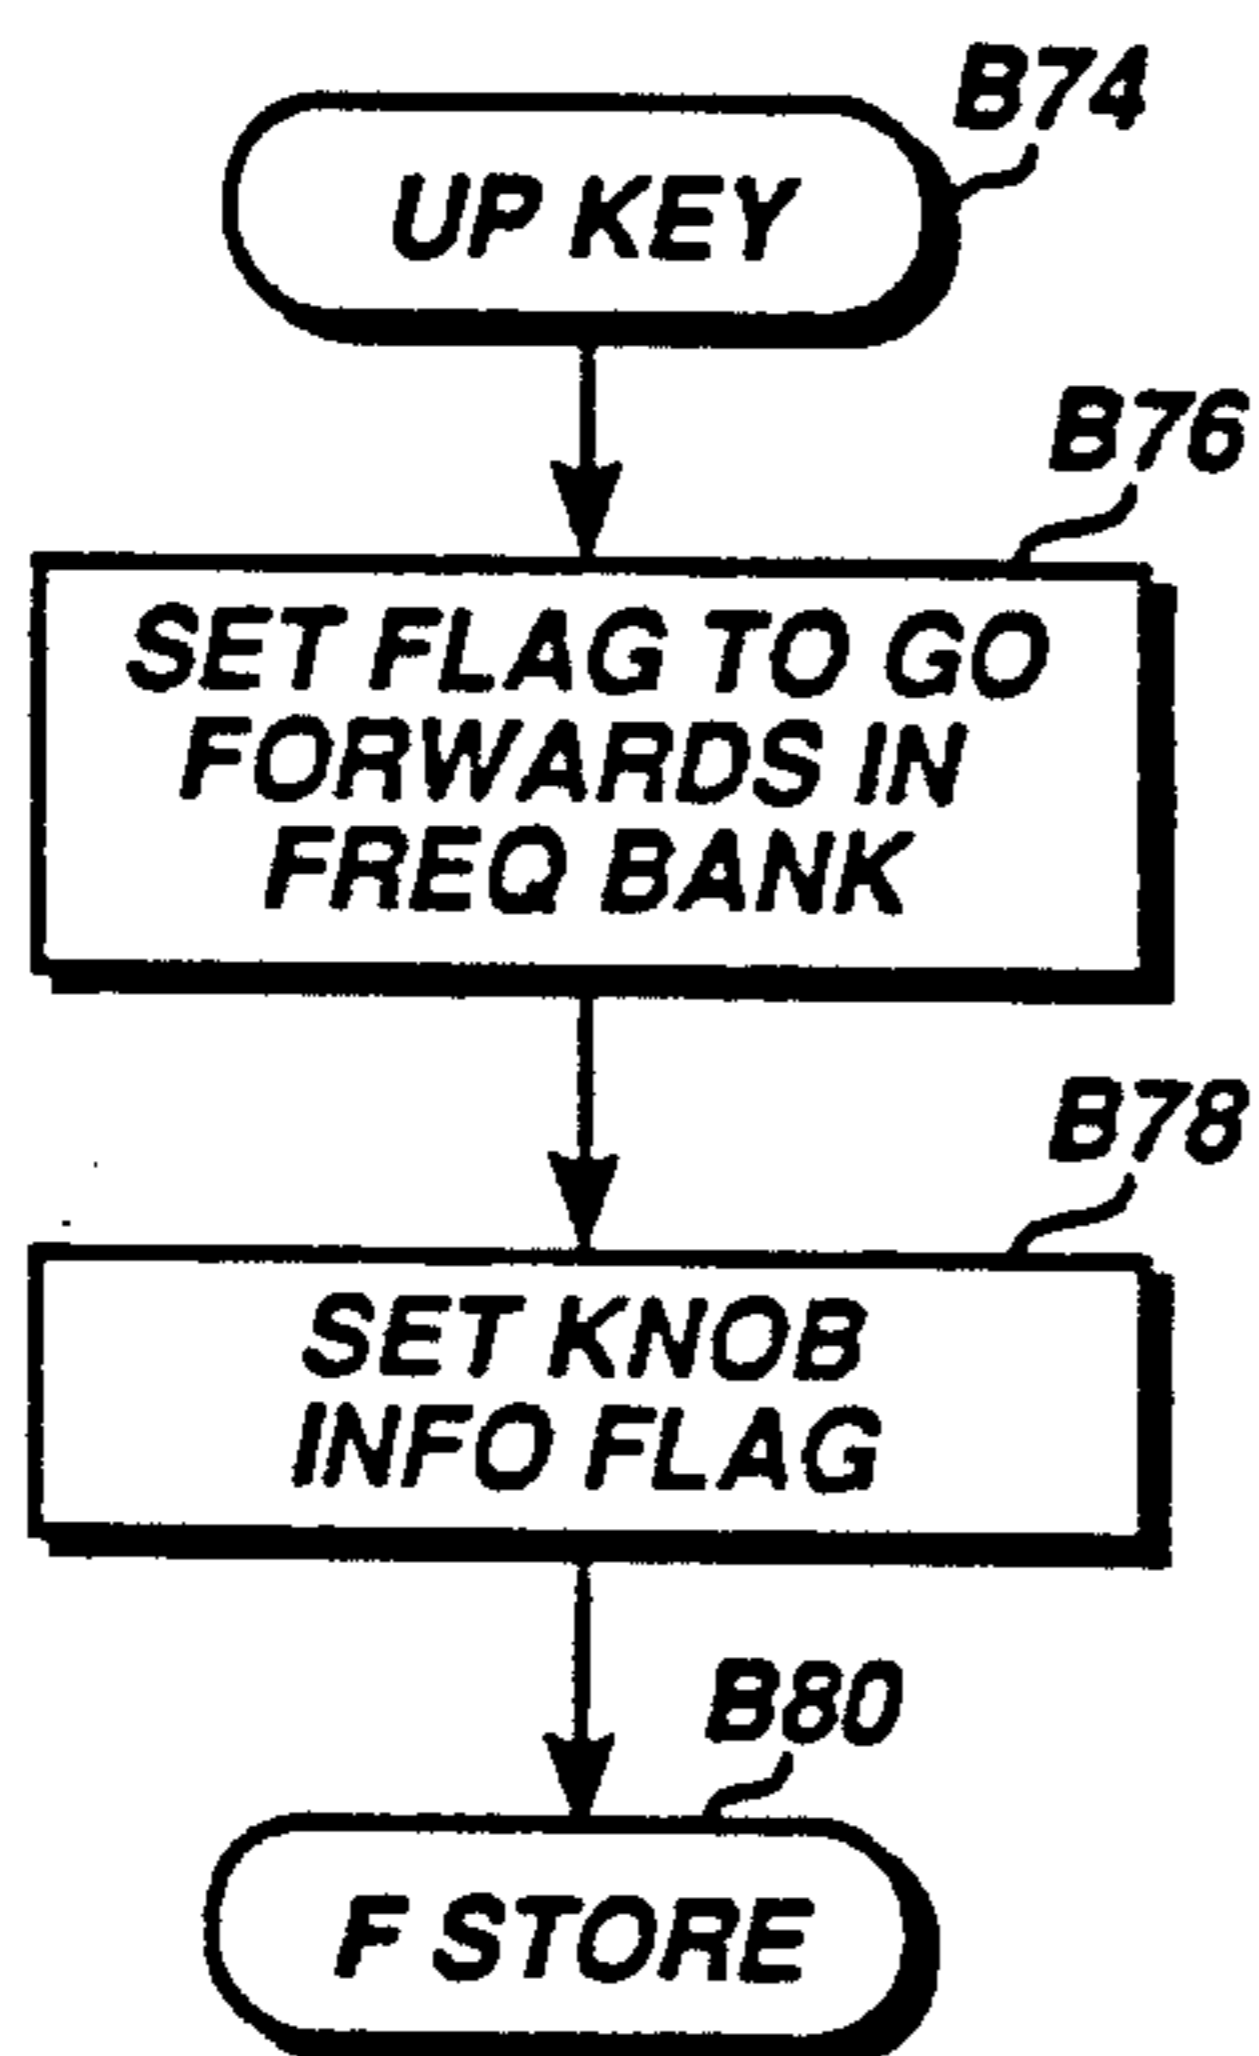 B74
UP KEY
B76
SET FLAG TO GO
FORWARDS IN
FREQ BANK
B78
SET KNOB
INFO FLAG
B80
F STORE